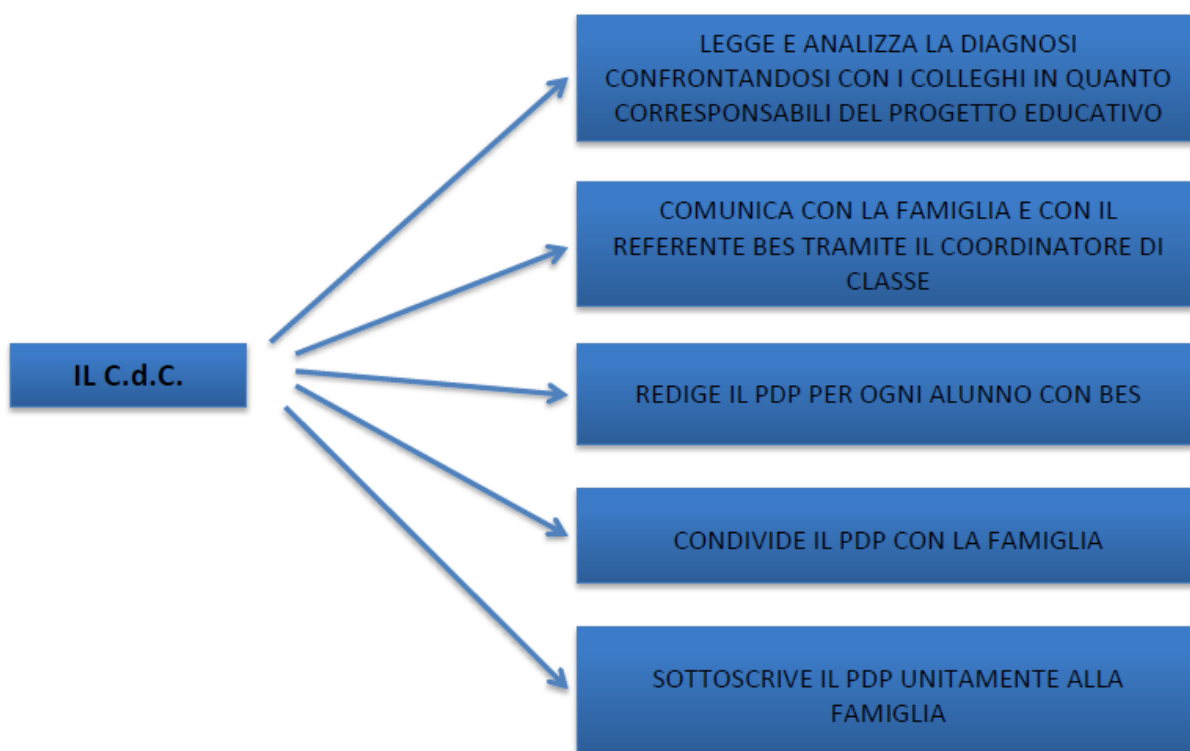 LEGGE E ANALIZZA LA DIAGNOSI
CONFRONTANDOSI CON I COLLEGHI IN QUANTO
CORRESPONSABILI DEL PROGETTO EDUCATIVO
COMUNICA CON LA FAMIGLIA E CON IL
REFERENTE BES TRAMITE IL COORDINATORE DI
CLASSE
IL C.d.C.
REDIGE IL PDP PER OGNI ALUNNO CON BES
CONDIVIDE IL PDP CON LA FAMIGLIA
SOTTOSCRIVE IL PDP UNITAMENTE ALLA
FAMIGLIA